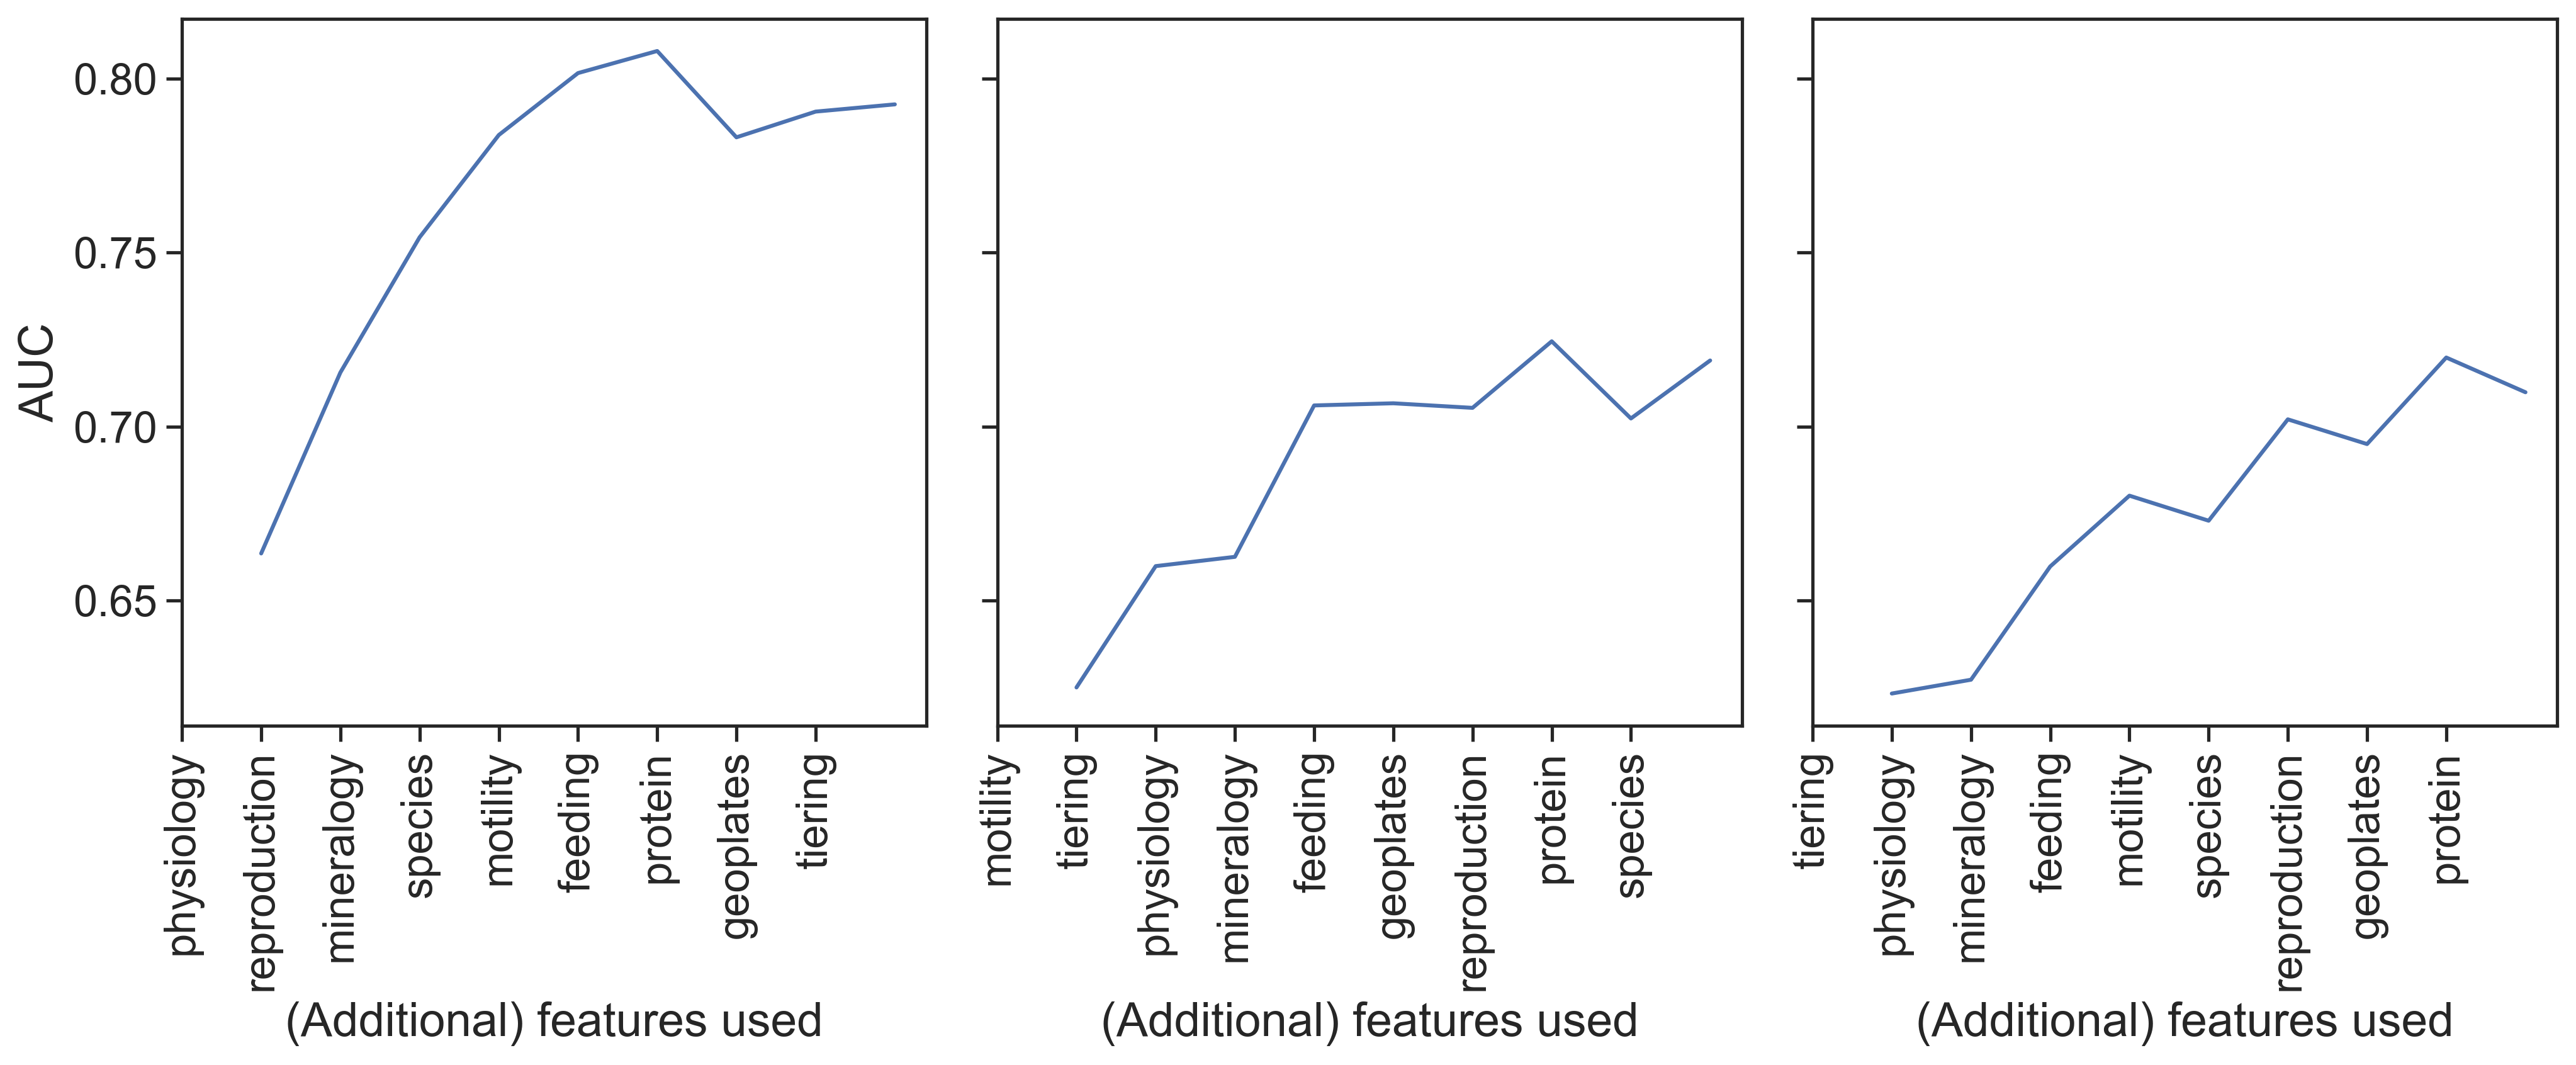 AUC
0.80
0.75
0.70
0.65
physiology
reproduction
mineralogy
species
motility
feeding
protein
geoplates
tiering
(Additional) features used
motility
tiering
physiology
mineralogy
feeding
geoplates
reproduction
protein
species
(Additional) features used
tiering
physiology
mineralogy
feeding
motility
species
reproduction
geoplates
protein
(Additional) features used